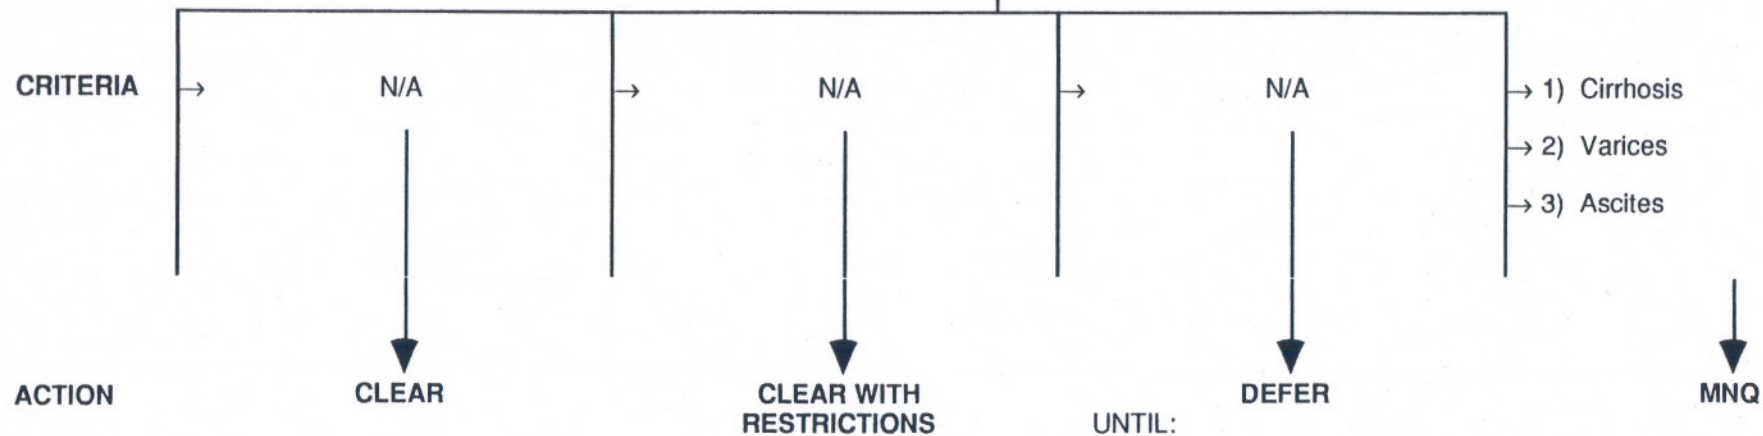 CRITERIA → N/A → N/A → N/A → 1) Cirrhosis
→ 2) Varices
→ 3) Ascites
ACTION CLEAR CLEAR WITH RESTRICTIONS DEFER MNQ
UNTIL: